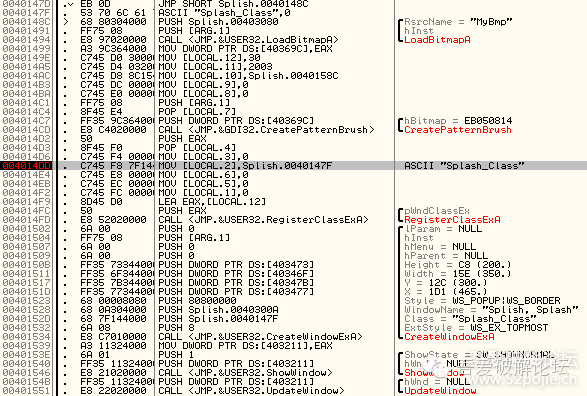 0040147D . EB 0D JMP SHORT Splish.0040148C
0040147F . 53 70 6C 61 ASCII "Splash_Class",0
0040148C > 68 80304000 PUSH Splish.00403080 RsrcName = "MyBmp"
00401491 . FF75 08 PUSH [ARG.1] hInst
00401494 . E8 97020000 CALL <JMP.&USER32.LoadBitmapA> LoadBitmapA
00401499 . A3 9C364000 MOV DWORD PTR DS:[40369C],EAX
0040149E . C745 D0 30000 MOV [LOCAL.12],30
004014A5 . C745 D4 03200 MOV [LOCAL.11],2003
004014AC . C745 D8 8C154 MOV [LOCAL.10],Splish.0040158C
004014B3 . C745 DC 00000 MOV [LOCAL.9],0
004014BA . C745 E0 00000 MOV [LOCAL.8],0
004014C1 . FF75 08 PUSH [ARG.1]
004014C4 . 8F45 E4 POP [LOCAL.7]
004014C7 . FF35 9C364000 PUSH DWORD PTR DS:[40369C] hBitmap = EB050814
004014CD . E8 C4020000 CALL <JMP.&GDI32.CreatePatternBrush> CreatePatternBrush
004014D2 . 50 PUSH EAX
004014D3 . 8F45 F0 POP [LOCAL.4]
004014D6 . C745 F4 00000 MOV [LOCAL.3],0
004014DD . C745 F8 7F144 MOV [LOCAL.2],Splish.0040147F ASCII "Splash_Class"
004014E4 . C745 E8 00000 MOV [LOCAL.6],0
004014EB . C745 EC 00000 MOV [LOCAL.5],0
004014F2 . C745 FC 00000 MOV [LOCAL.1],0
004014F9 . 8D45 D0 LEA EAX,[LOCAL.12]
004014FC . 50 PUSH EAX pWndClassEx
004014FD . E8 52020000 CALL <JMP.&USER32.RegisterClassExA> RegisterClassExA
00401502 . 6A 00 PUSH 0 lParam = NULL
00401504 . FF75 08 PUSH [ARG.1] hInst
00401507 . 6A 00 PUSH 0 hMenu = NULL
00401509 . 6A 00 PUSH 0 hParent = NULL
0040150B . FF35 73344000 PUSH DWORD PTR DS:[403473] Height = C8 (200.)
00401511 . FF35 6F344000 PUSH DWORD PTR DS:[40346F] Width = 15E (350.)
00401517 . FF35 7B344000 PUSH DWORD PTR DS:[40347B] Y = 12C (300.)
0040151D . FF35 77344000 PUSH DWORD PTR DS:[403477] X = 1D1 (465.)
00401523 . 68 00008080 PUSH 80800000 Style = WS_POPUP|WS_BORDER
00401528 . 68 0A304000 PUSH Splish.0040300A WindowName = "Splish, Splash"
0040152D . 68 7F144000 PUSH Splish.0040147F Class = "Splash_Class"
00401532 . 6A 08 PUSH 8 ExtStyle = WS_EX_TOPMOST
00401534 . E8 C7010000 CALL <JMP.&USER32.CreateWindowExA> CreateWindowExA
00401539 . A3 11324000 MOV DWORD PTR DS:[403211],EAX
0040153E . 6A 01 PUSH 1 ShowState = SW_SHOWNORMAL
00401540 . FF35 11324000 PUSH DWORD PTR DS:[403211] hWnd = NULL
00401546 . E8 21020000 CALL <JMP.&USER32.ShowWindow> ShowWindow
0040154B . FF35 11324000 PUSH DWORD PTR DS:[403211] hWnd = NULL
00401551 . E8 22020000 CALL <JMP.&USER32.UpdateWindow> UpdateWindow
吾爱破解论坛
www.52pojie.cn